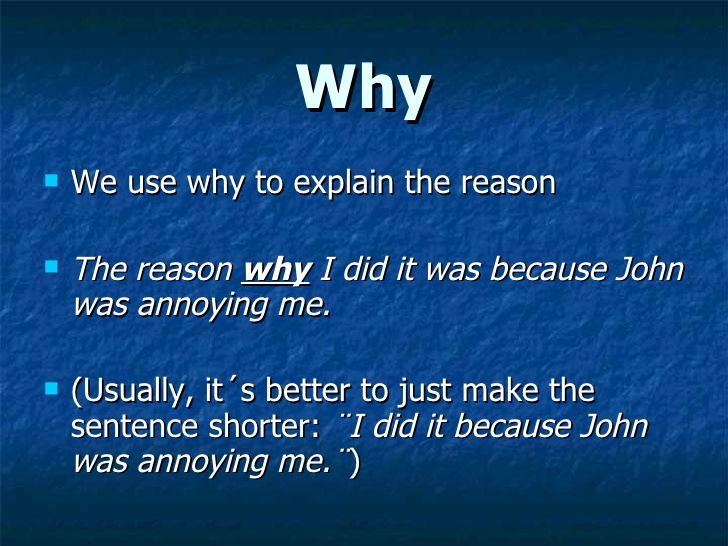 Why
We use why to explain the reason
The reason why I did it was because John
was annoying me.
(Usually, it´s better to just make the
sentence shorter: ¨I did it because John
was annoying me.¨)